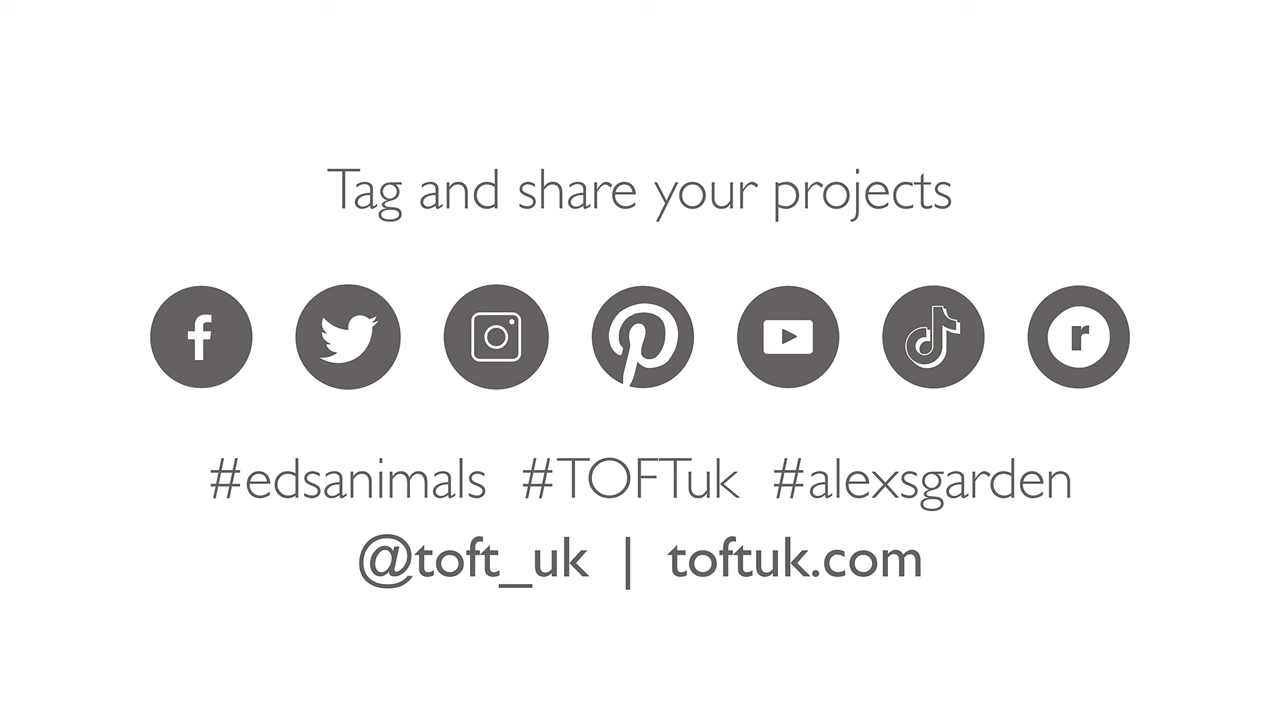 Tag and share your projects
#edsanimals #TOFTuk #alexsgarden
@toft_uk | toftuk.com